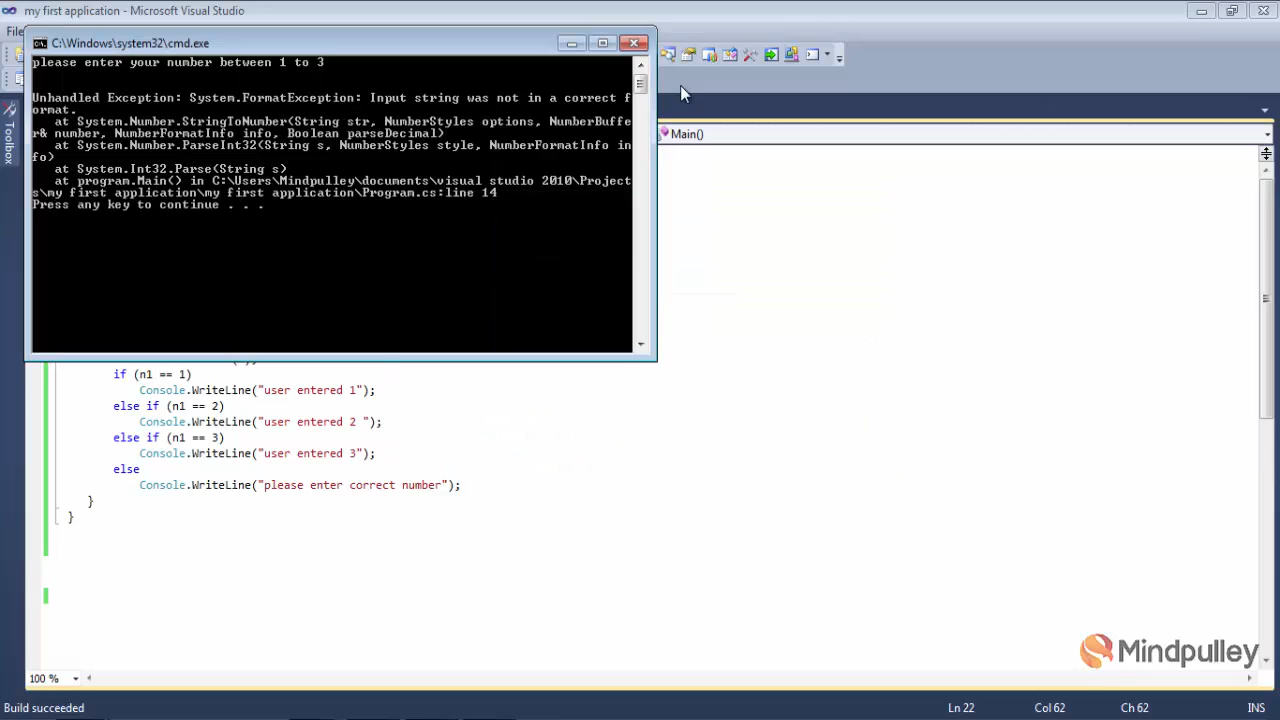 my first application - Microsoft Visual Studio
File
C:\Windows\system32\cmd.exe
please enter your number between 1 to 3
Unhandled Exception: System.FormatException: Input string was not in a correct f
ormat.
at System.Number.StringToNumber(String str, NumberStyles options, NumberBuffe
r& number, NumberFormatInfo info, Boolean parseDecimal)
at System.Number.ParseInt32(String s, NumberStyles style, NumberFormatInfo in
fo)
at System.Int32.Parse(String s)
at program.Main() in C:\Users\Mindpulley\documents\visual studio 2010\Project
s\my first application\my first application\Program.cs:line 14
Press any key to continue . . .
Toolbox
Main()
if (n1 == 1)
Console.WriteLine("user entered 1");
else if (n1 == 2)
Console.WriteLine("user entered 2 ");
else if (n1 == 3)
Console.WriteLine("user entered 3");
else
Console.WriteLine("please enter correct number");
}
}
Mindpulley
100 %
Build succeeded
Ln 22
Col 62
Ch 62
INS